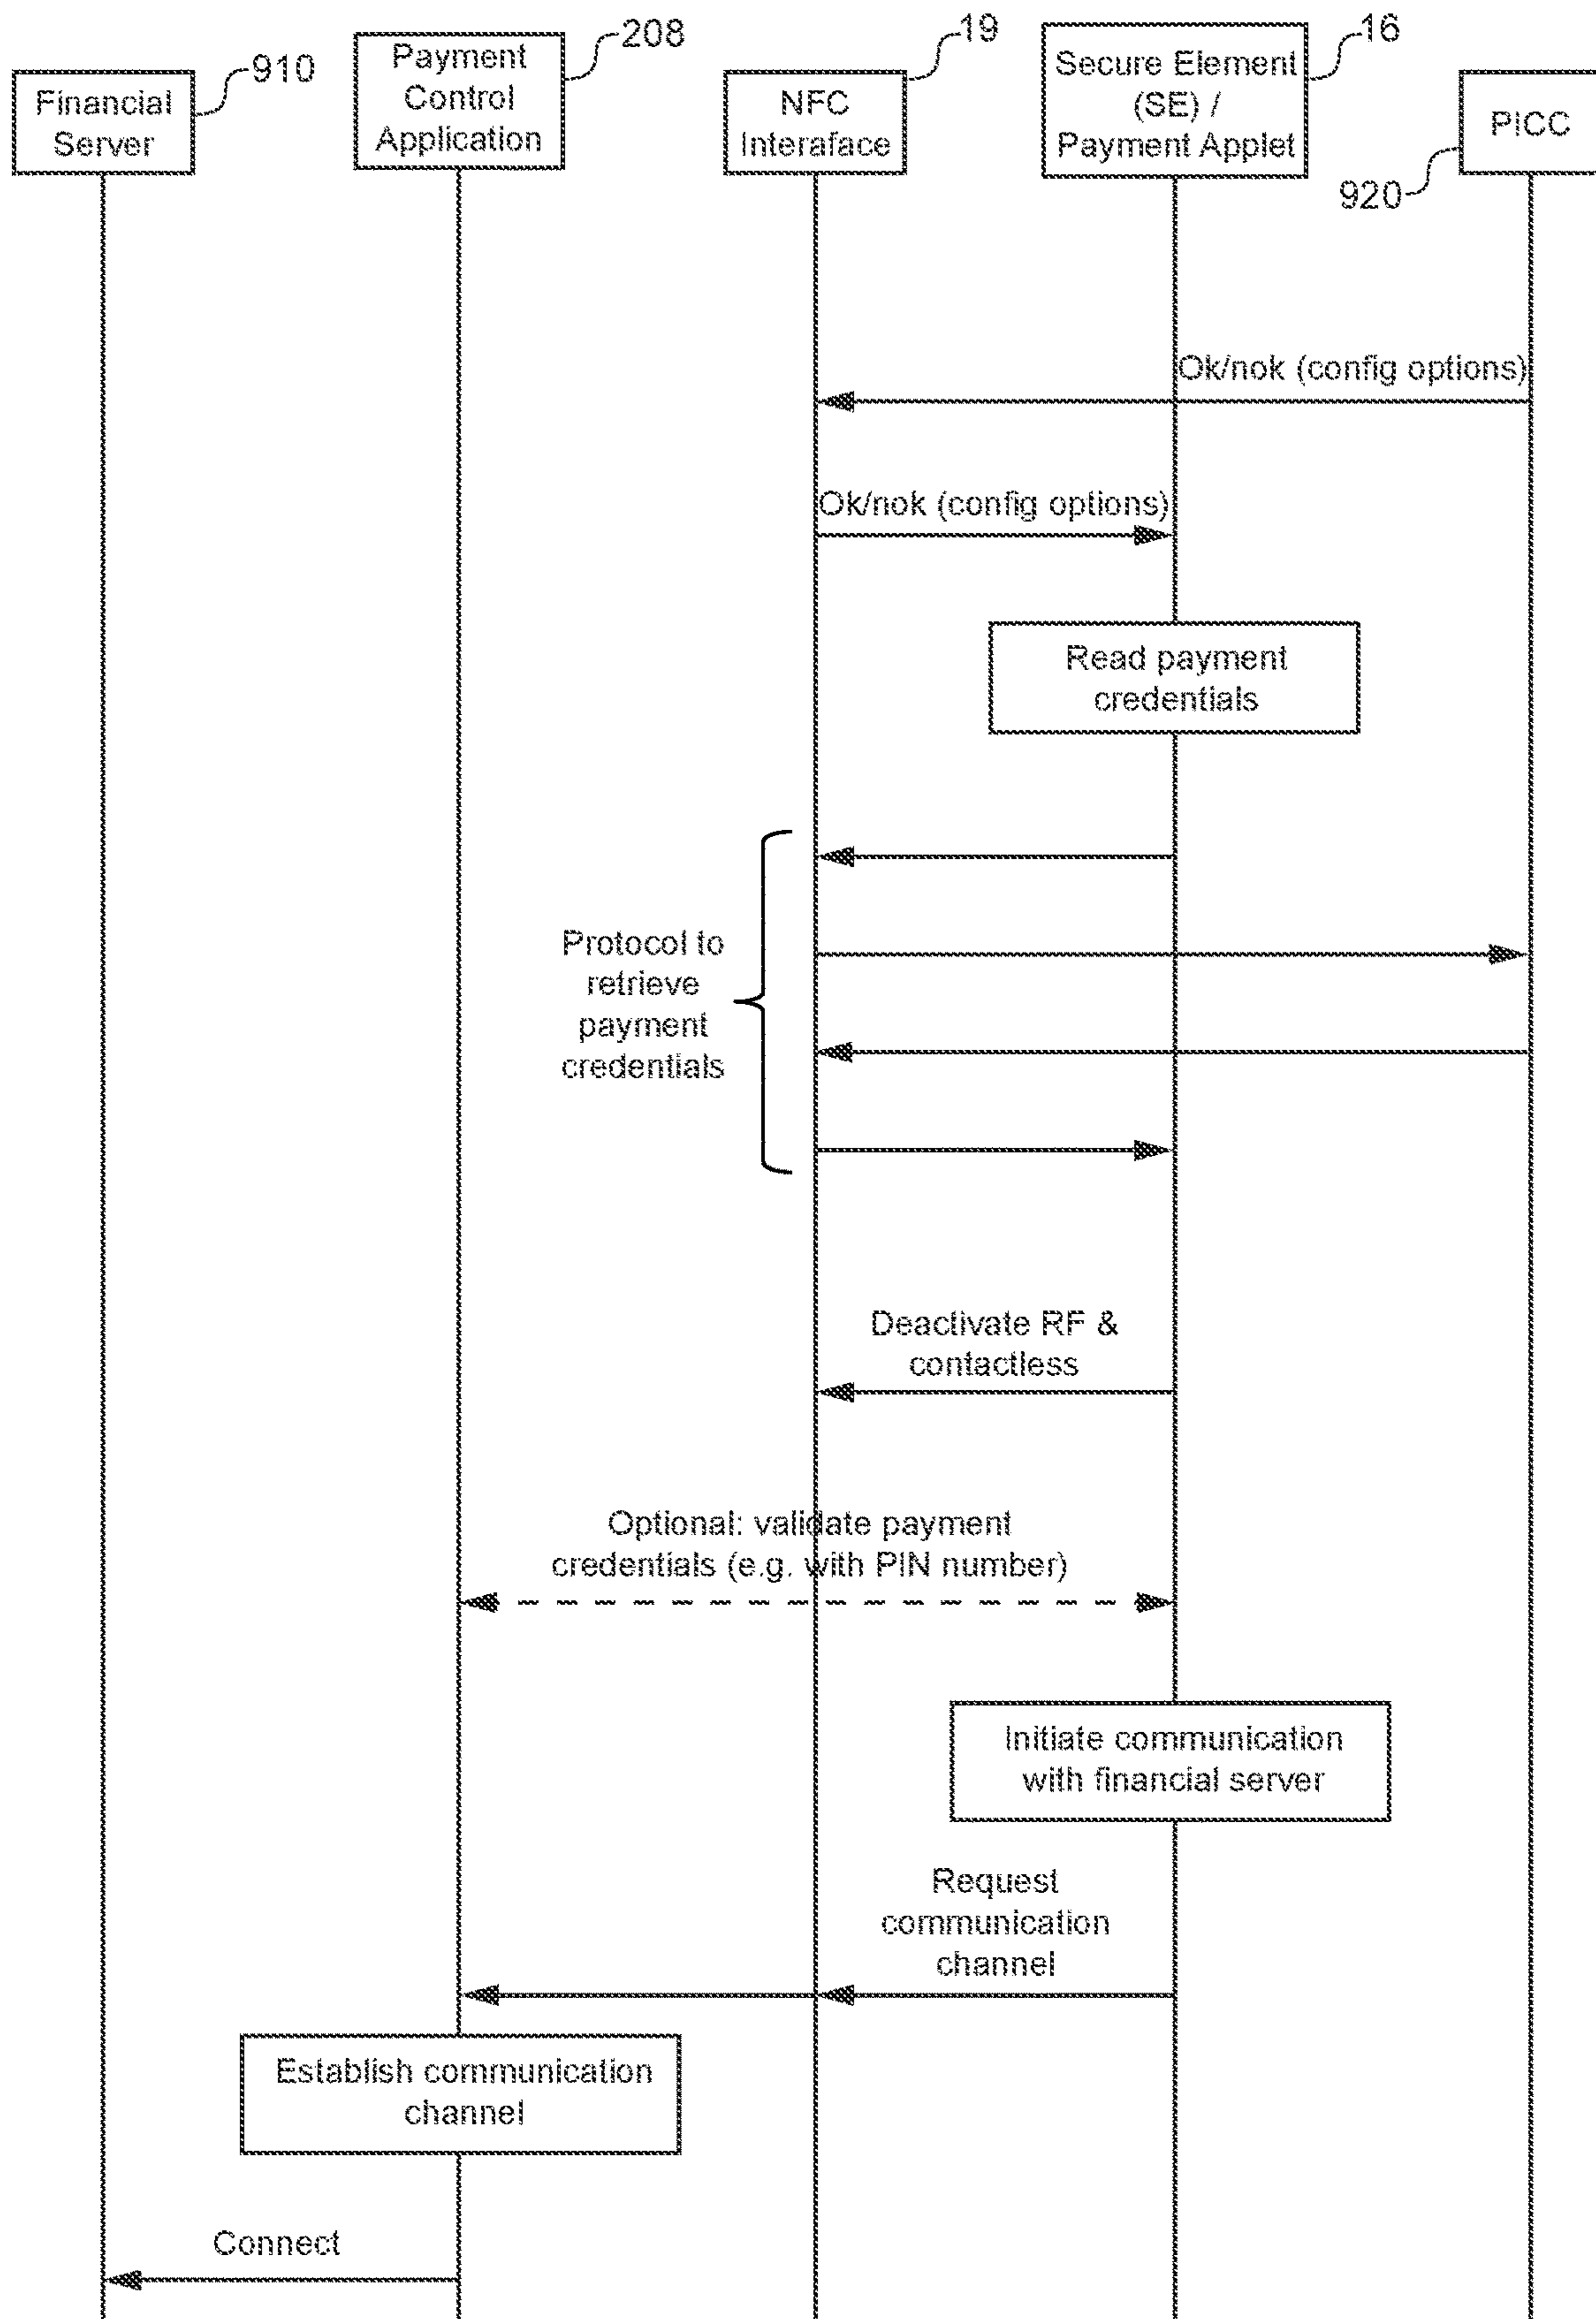 910
Financial
Server
208
Payment
Control
Application
19
NFC
Interaface
16
Secure Element
(SE) /
Payment Applet
PICC
920
Ok/nok (config options)
Ok/nok (config options)
Read payment
credentials
Protocol to
retrieve
payment
credentials
Deactivate RF &
contactless
Optional: validate payment
credentials (e.g. with PIN number)
Initiate communication
with financial server
Request
communication
channel
Establish communication
channel
Connect